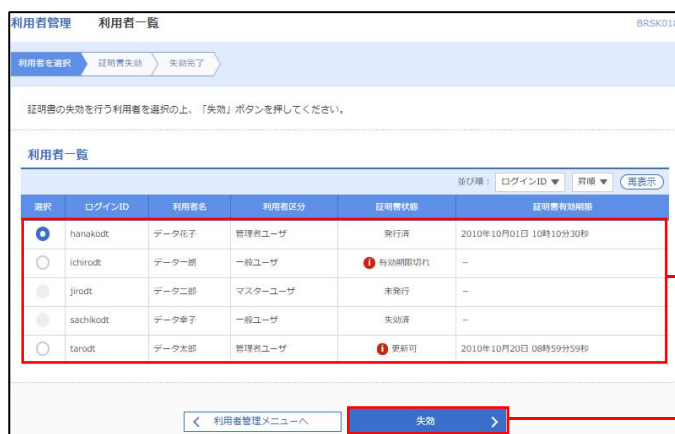 利用者管理 利用者一覧 BRSK018
利用者を選択 証明書失効 失効完了
証明書の失効を行う利用者を選択の上、「失効」ボタンを押してください。
利用者一覧
並び順： ログインID ▼ 昇順 ▼ 再表示
選択 ログインID 利用者名 利用者区分 証明書状態 証明書有効期限
hanakodt データ花子 管理者ユーザ 発行済 2010年10月01日 10時10分30秒
ichirodt データ一朗 一般ユーザ 有効期限切れ －
jirodt データ二郎 マスターユーザ 未発行 －
sachikodt データ幸子 一般ユーザ 失効済 －
tarodt データ太郎 管理者ユーザ 更新可 2010年10月20日 08時59分59秒
利用者管理メニューへ 失効